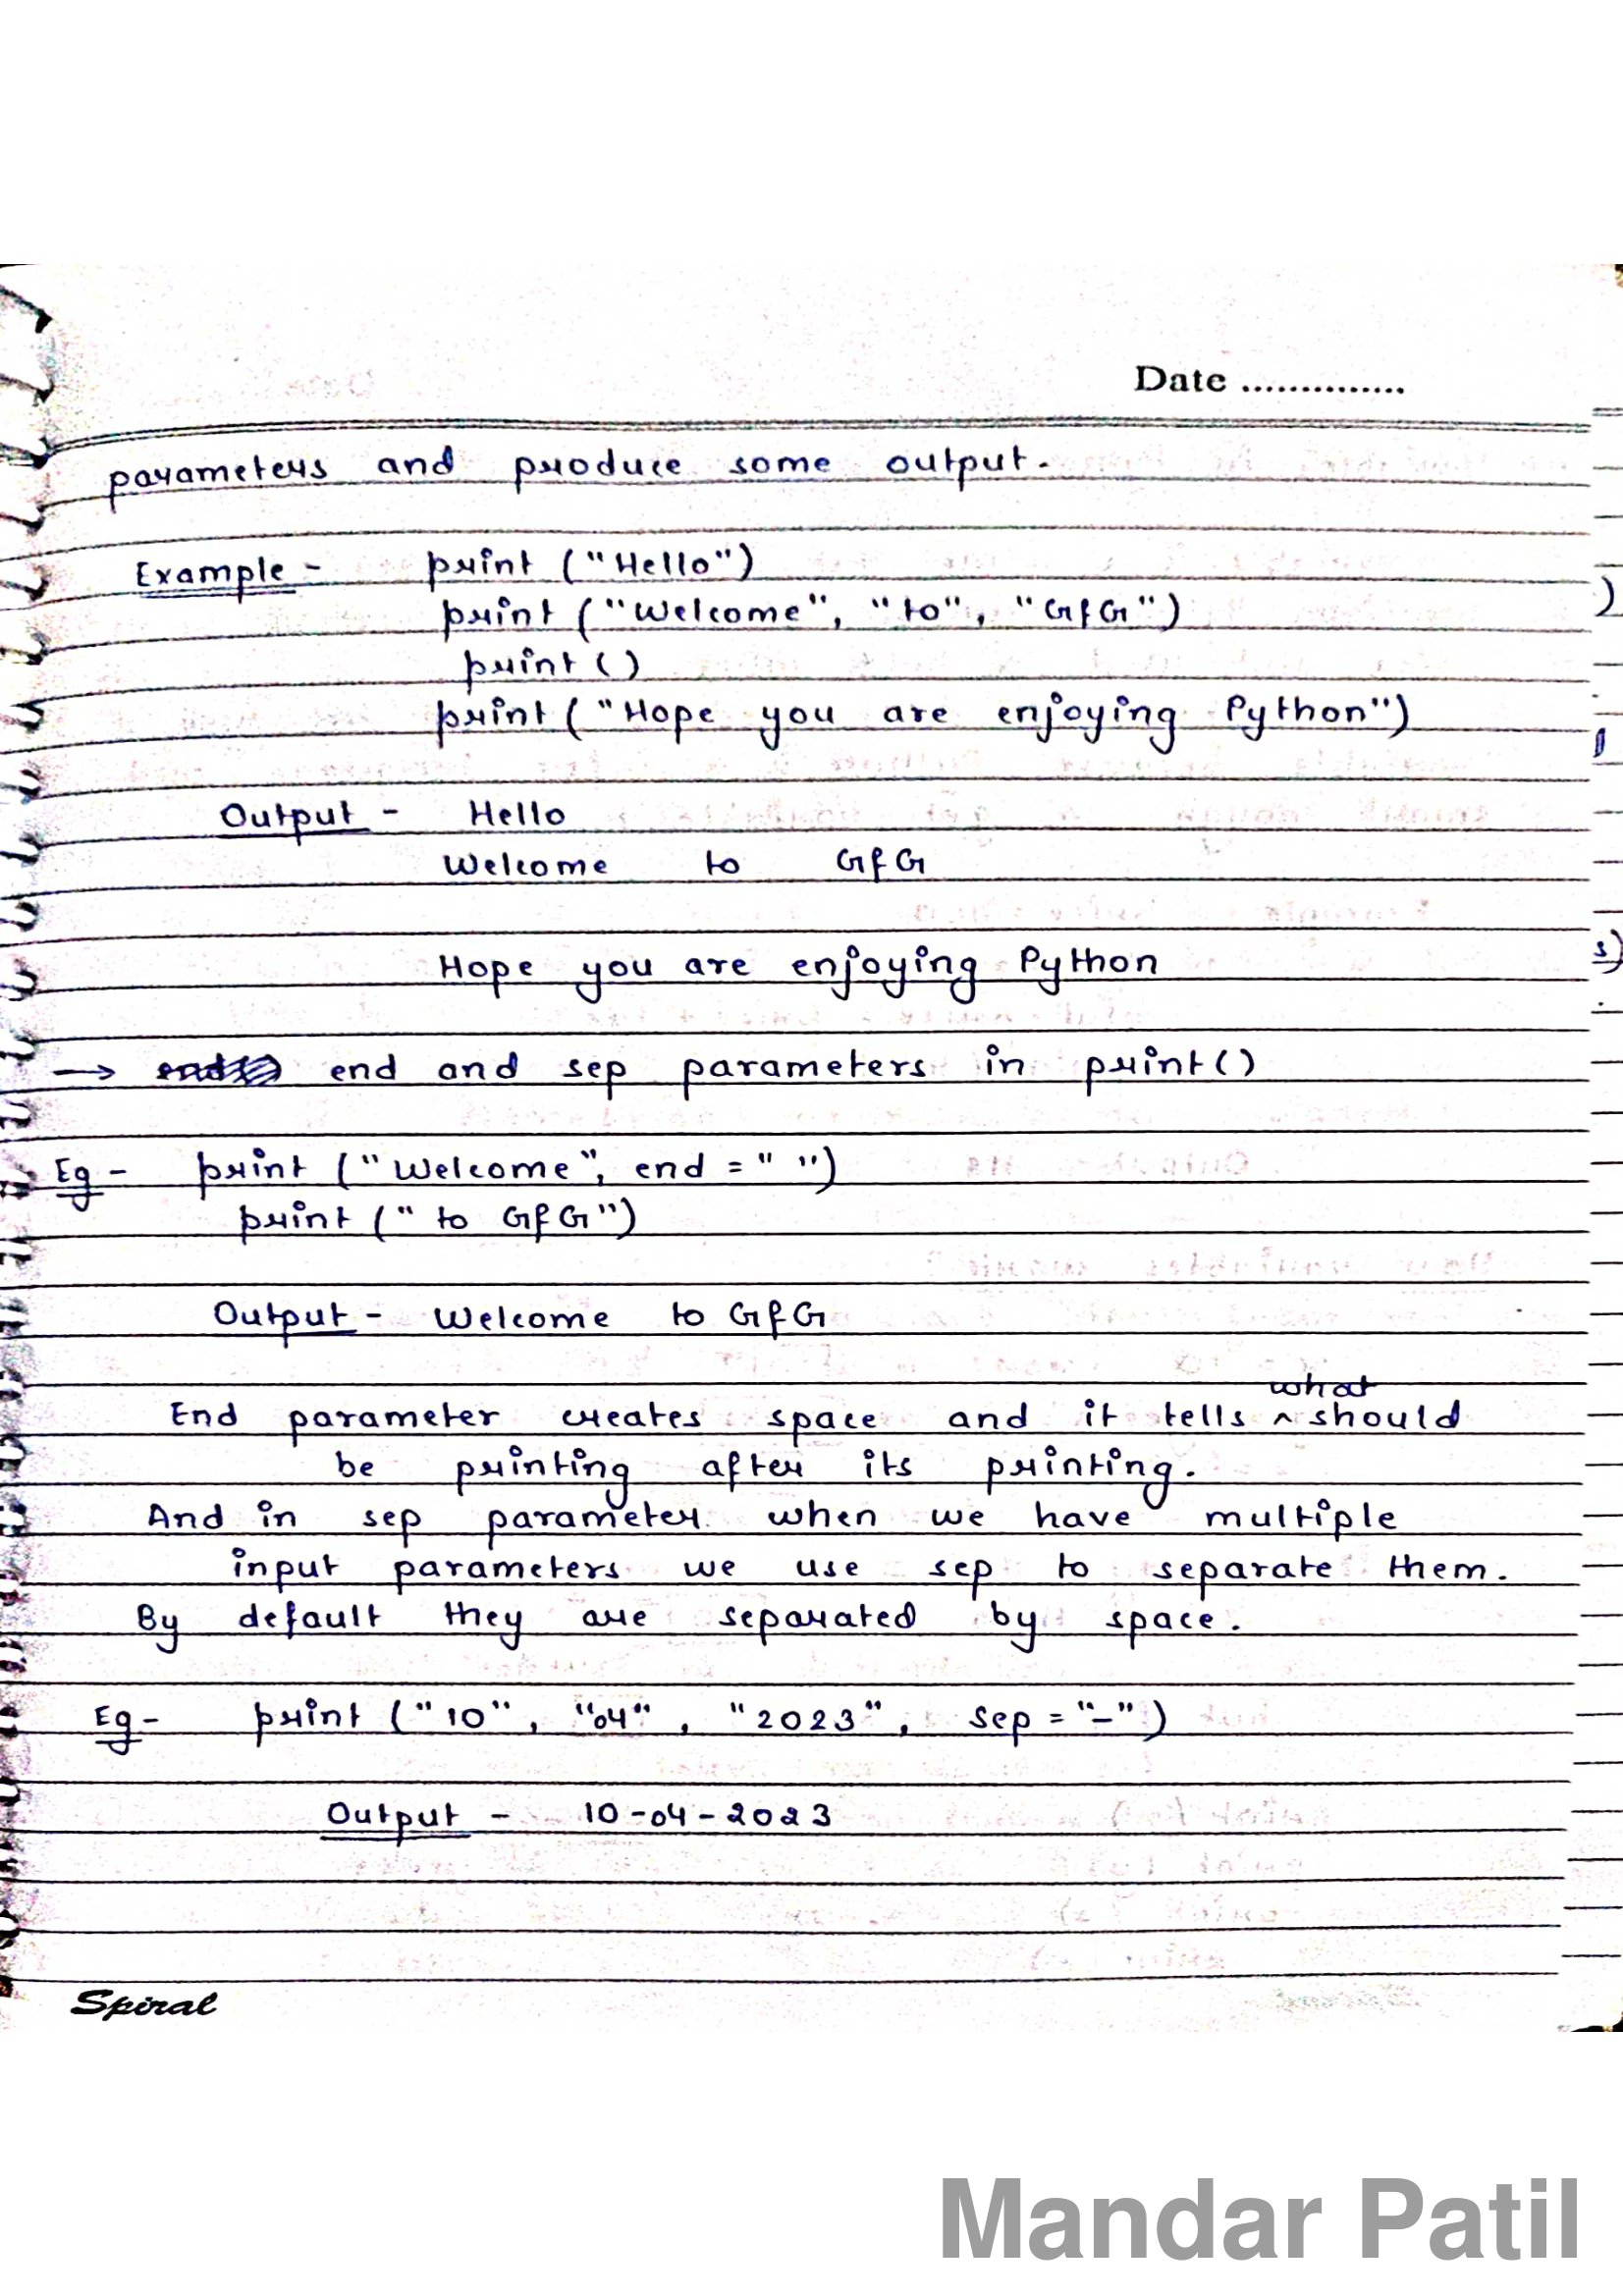 Date ..............
parameters and produce some output.
Example - print ("Hello")
print ("Welcome", "to", "GfG")
print ()
print ("Hope you are enjoying Python")
Output - Hello
Welcome to GfG
Hope you are enjoying Python
→ end and sep parameters in print ()
Eg - print ("Welcome", end = " ")
print (" to GfG")
Output - Welcome to GfG
End parameter creates space and it tells ^ what should
be printing after its printing.
And in sep parameter when we have multiple
input parameters we use sep to separate them.
By default they are separated by space.
Eg - print ("10", "04", "2023", sep = "-")
Output - 10-04-2023
Spiral
Mandar Patil